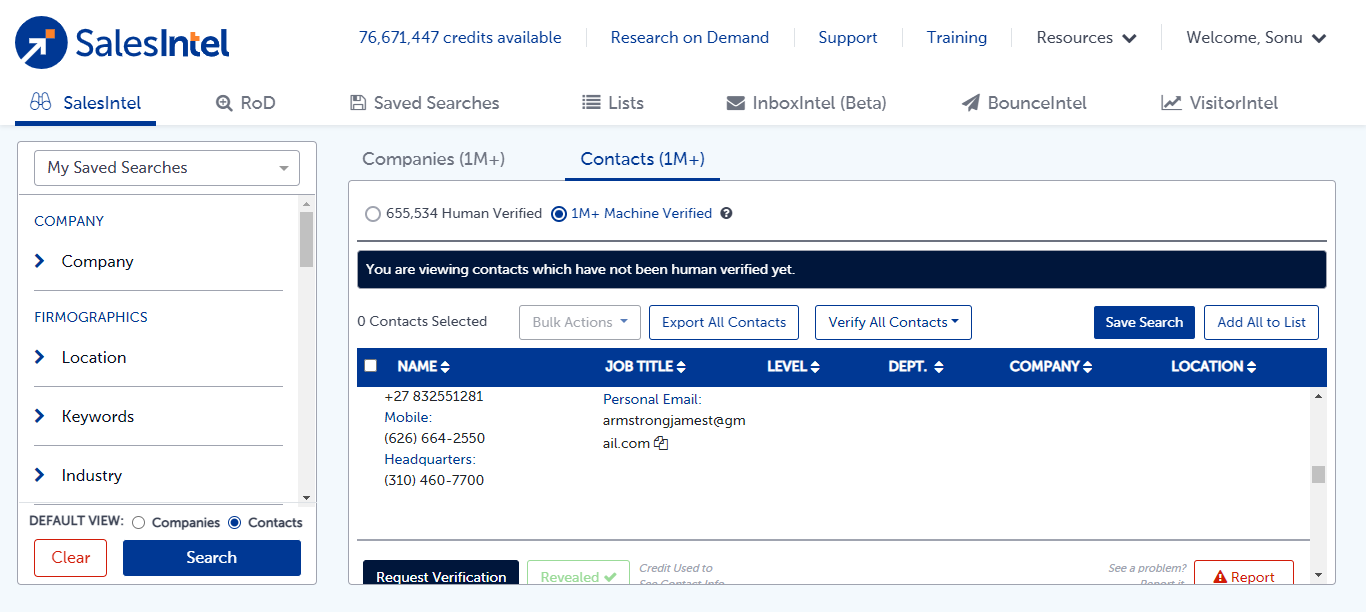 SalesIntel
76,671,447 credits available
Research on Demand
Support
Training
Resources
Welcome, Sonu
SalesIntel
RoD
Saved Searches
Lists
InboxIntel (Beta)
BounceIntel
VisitorIntel
My Saved Searches
COMPANY
Company
FIRMOGRAPHICS
Location
Keywords
Industry
DEFAULT VIEW: Companies Contacts
Clear
Search
Companies (1M+)
Contacts (1M+)
655,534 Human Verified 1M+ Machine Verified ?
You are viewing contacts which have not been human verified yet.
0 Contacts Selected
Bulk Actions
Export All Contacts
Verify All Contacts
Save Search
Add All to List
NAME JOB TITLE LEVEL DEPT. COMPANY LOCATION
+27 832551281
Mobile:
(626) 664-2550
Headquarters:
(310) 460-7700
Personal Email:
armstrongjamest@gm
ail.com
Request Verification
Revealed
Credit Used to
See Contact Info
See a problem?
Report it
Report